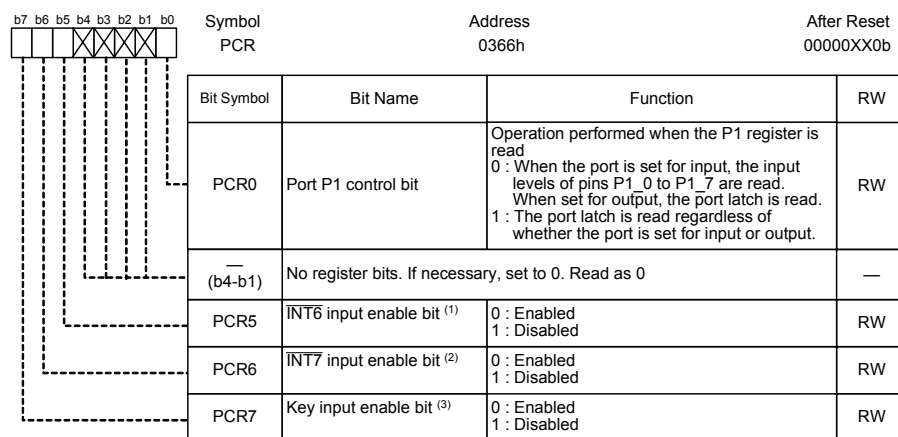 b7 b6 b5 b4 b3 b2 b1 b0
Symbol Address After Reset
PCR 0366h 00000XX0b
Bit Symbol Bit Name Function RW
PCR0 Port P1 control bit
Operation performed when the P1 register is
read
0 : When the port is set for input, the input
levels of pins P1_0 to P1_7 are read.
When set for output, the port latch is read.
1 : The port latch is read regardless of
whether the port is set for input or output.
RW
—
(b4-b1)
No register bits. If necessary, set to 0. Read as 0
—
PCR5 INT6 input enable bit (1)
0 : Enabled
1 : Disabled
RW
PCR6 INT7 input enable bit (2)
0 : Enabled
1 : Disabled
RW
PCR7 Key input enable bit (3)
0 : Enabled
1 : Disabled
RW